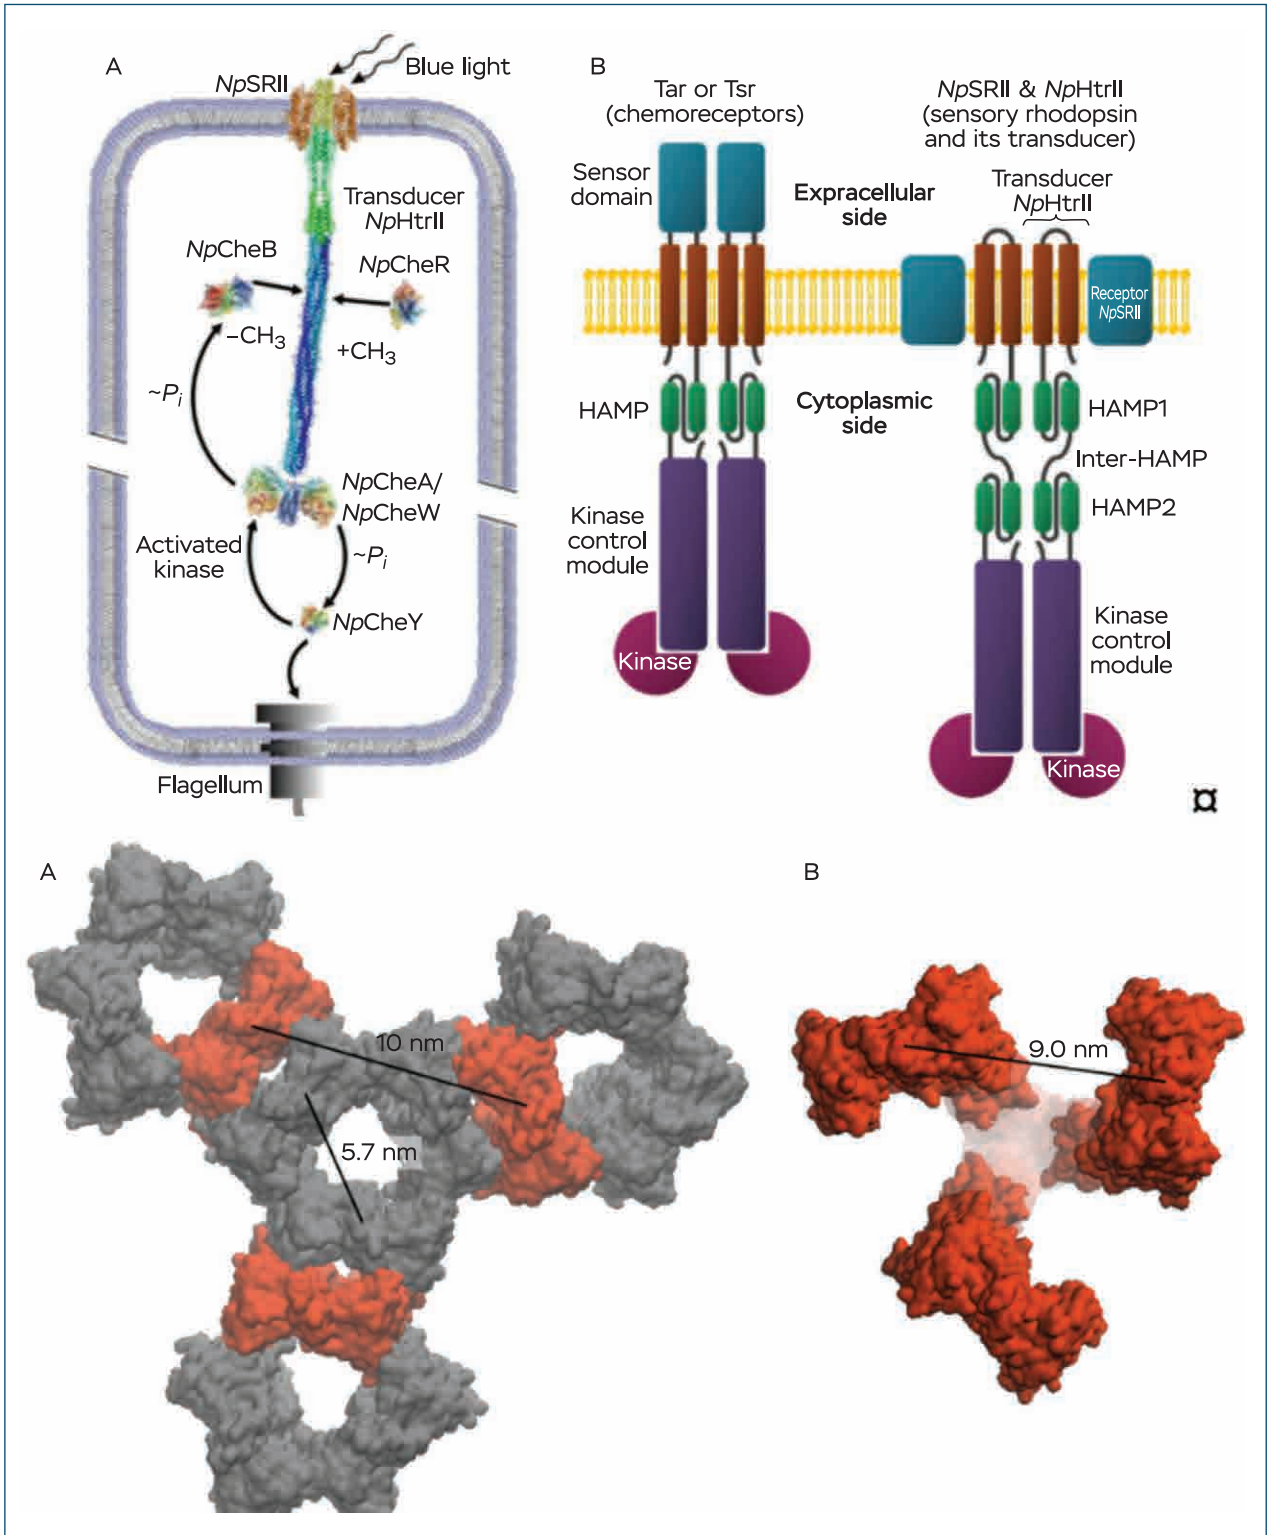 A
NpSRII
Blue light
Transducer
NpHtrII
NpCheB
NpCheR
–CH3
+CH3
~Pi
NpCheA/
NpCheW
Activated
kinase
~Pi
NpCheY
Flagellum
B
Tar or Tsr
(chemoreceptors)
NpSRII & NpHtrII
(sensory rhodopsin
and its transducer)
Sensor
domain
Expracellular
side
Transducer
NpHtrII
Receptor
NpSRII
HAMP
Cytoplasmic
side
HAMP1
Inter-HAMP
HAMP2
Kinase
control
module
Kinase
Kinase
control
module
Kinase
¤
A
10 nm
5.7 nm
B
9.0 nm